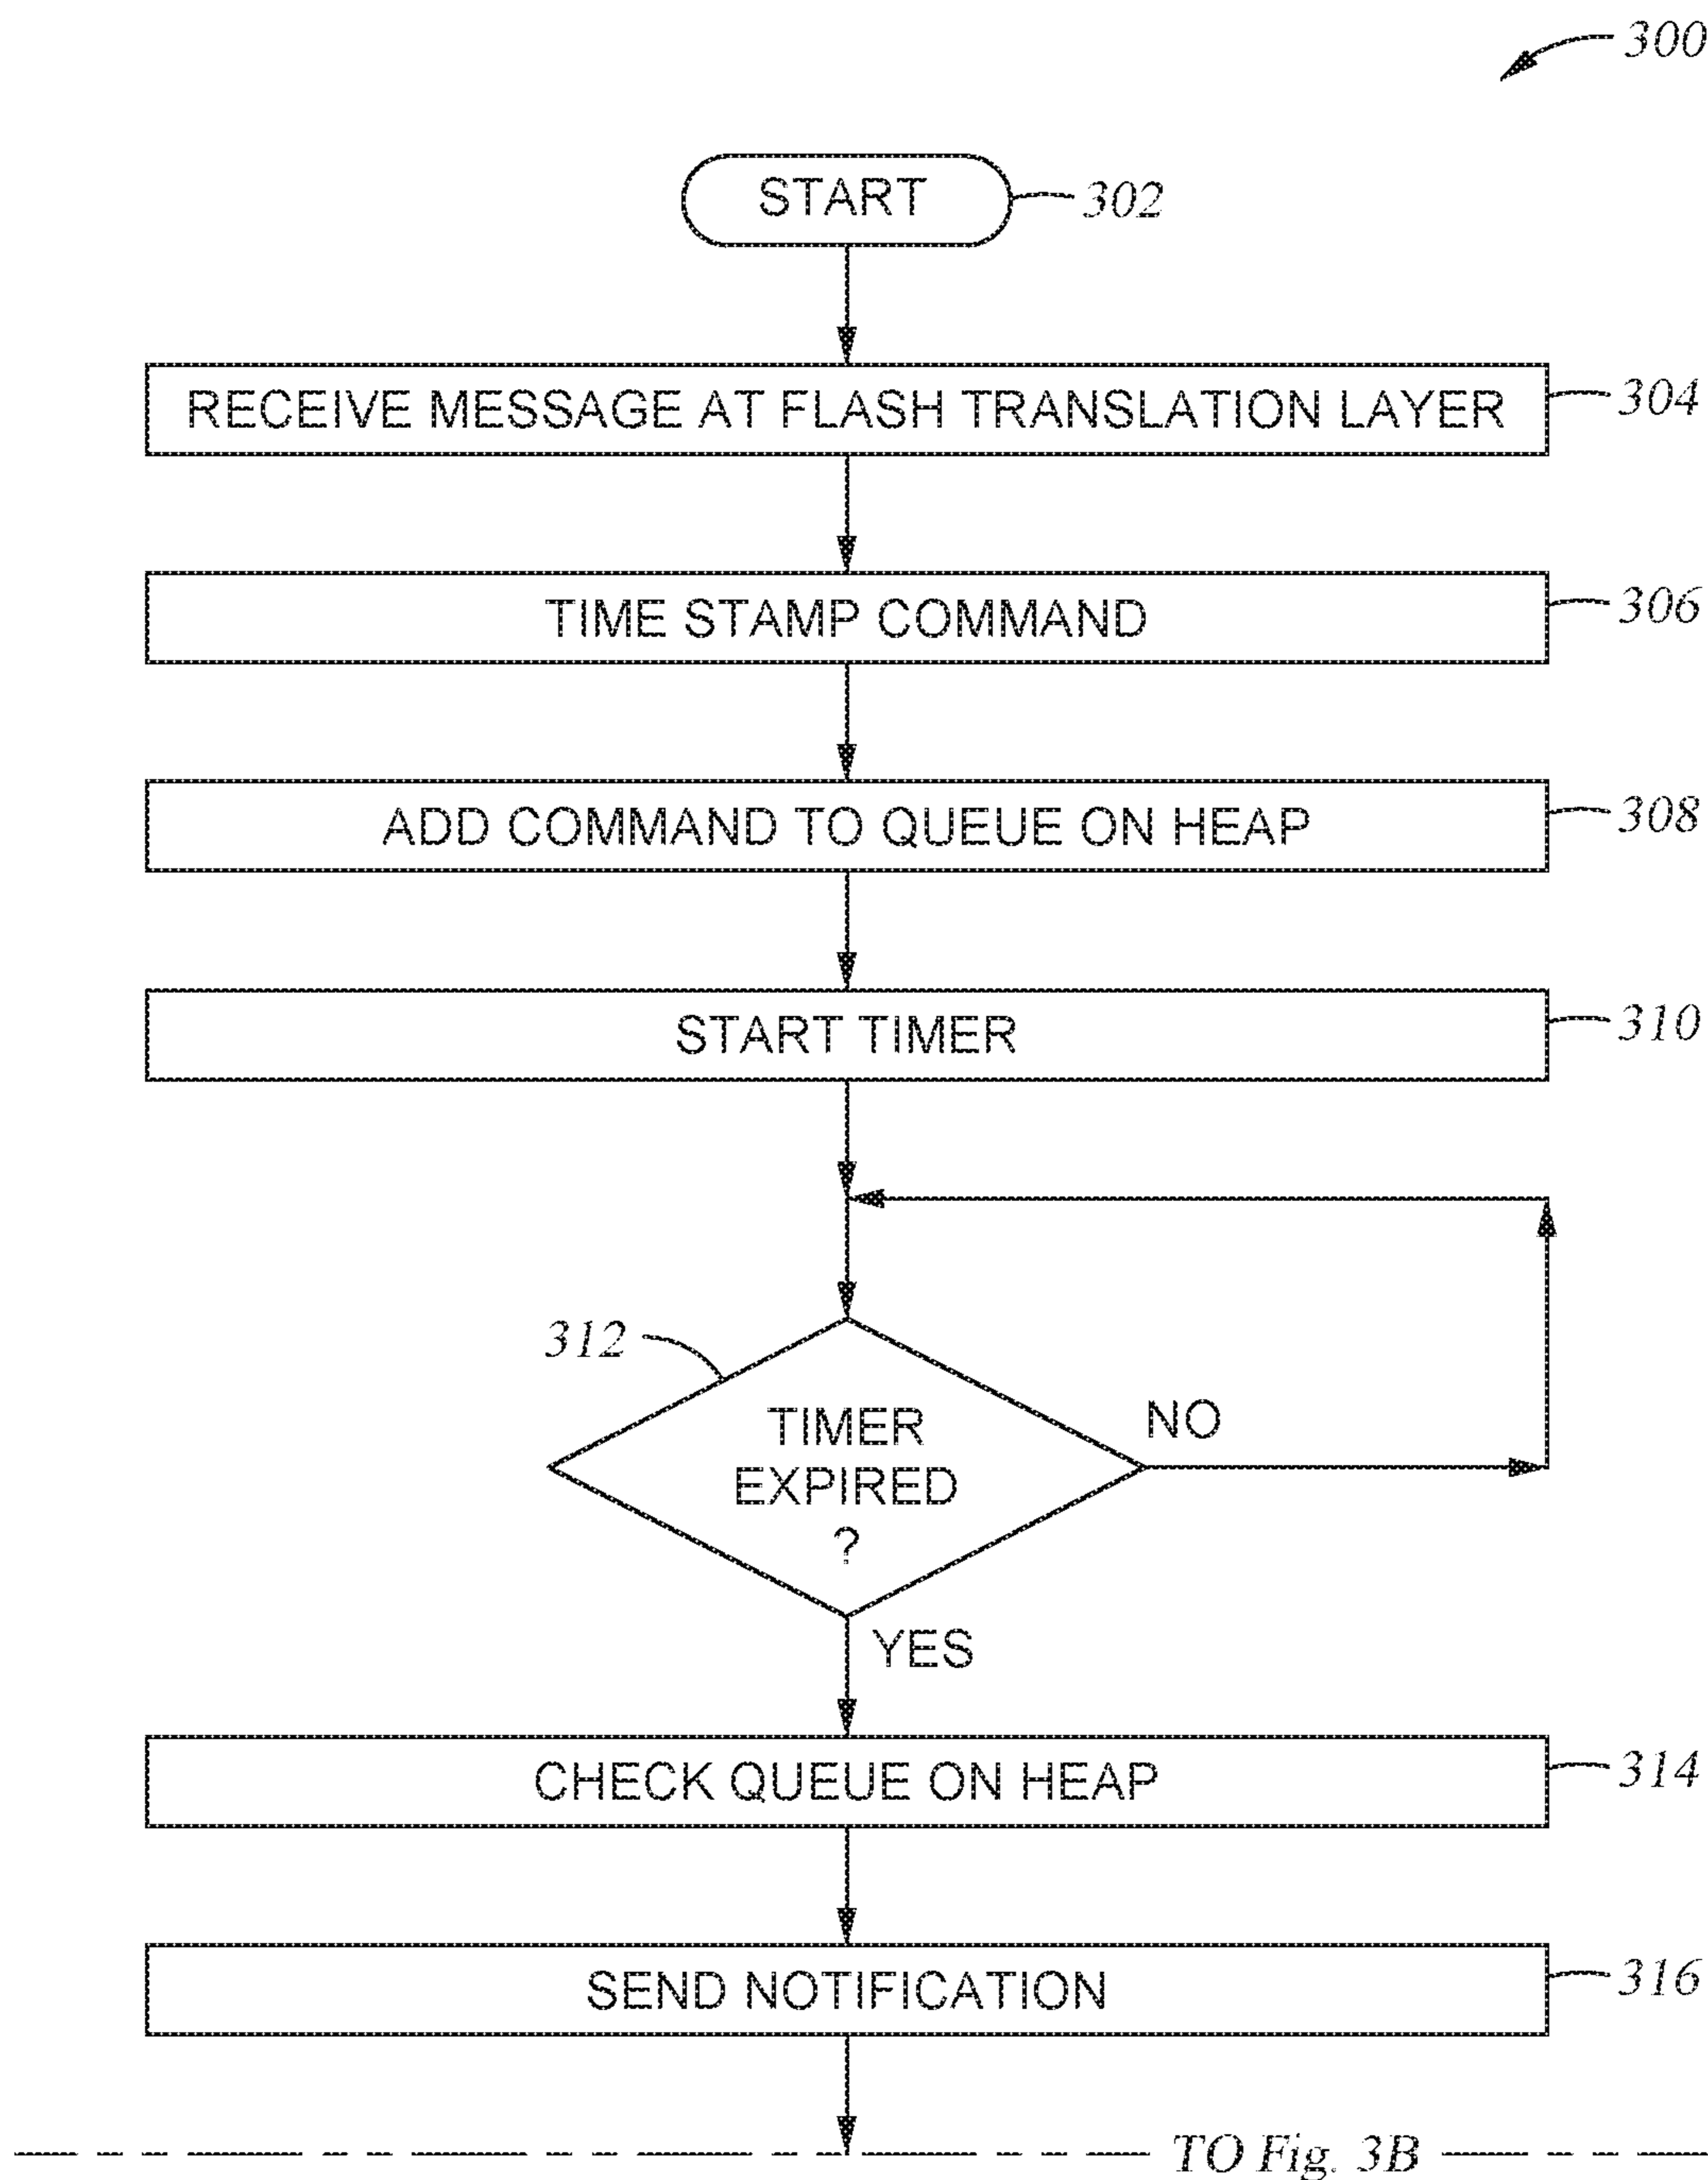 300
START
302
RECEIVE MESSAGE AT FLASH TRANSLATION LAYER
304
TIME STAMP COMMAND
306
ADD COMMAND TO QUEUE ON HEAP
308
START TIMER
310
312
TIMER
EXPIRED
?
NO
YES
CHECK QUEUE ON HEAP
314
SEND NOTIFICATION
316
TO Fig. 3B